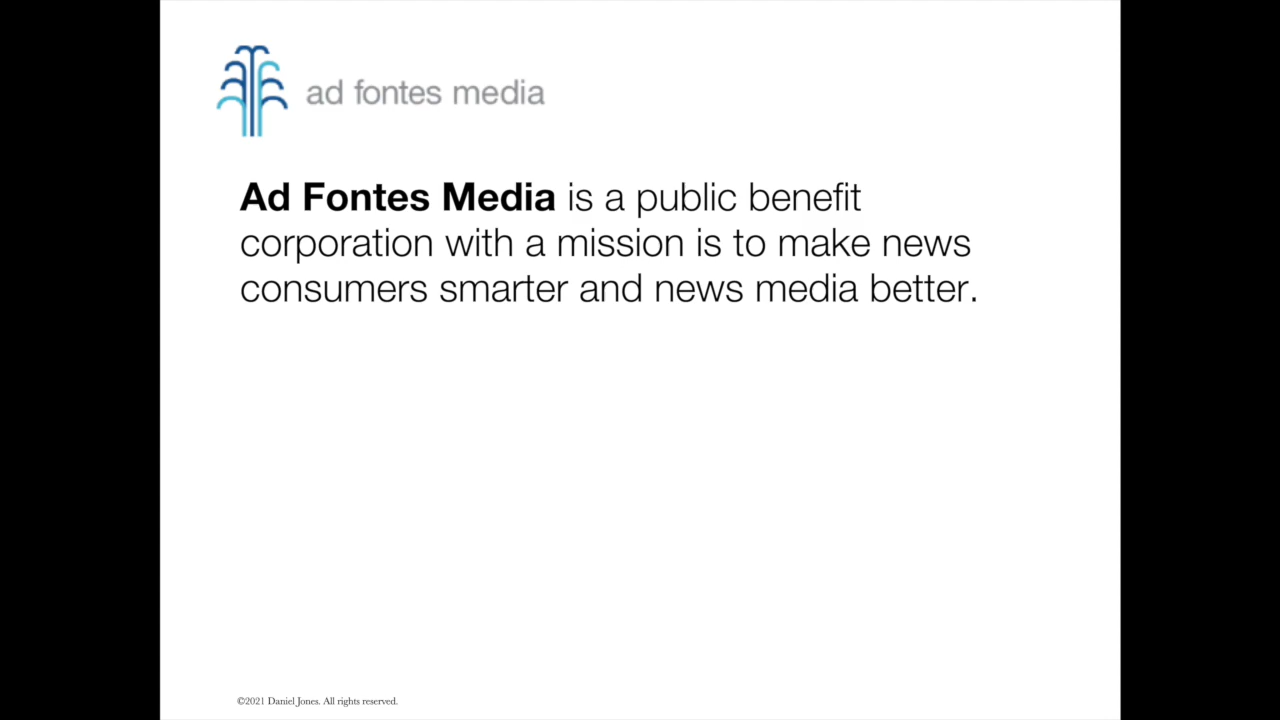 ad fontes media
Ad Fontes Media is a public benefit
corporation with a mission is to make news
consumers smarter and news media better.
©2021 Daniel Jones. All rights reserved.